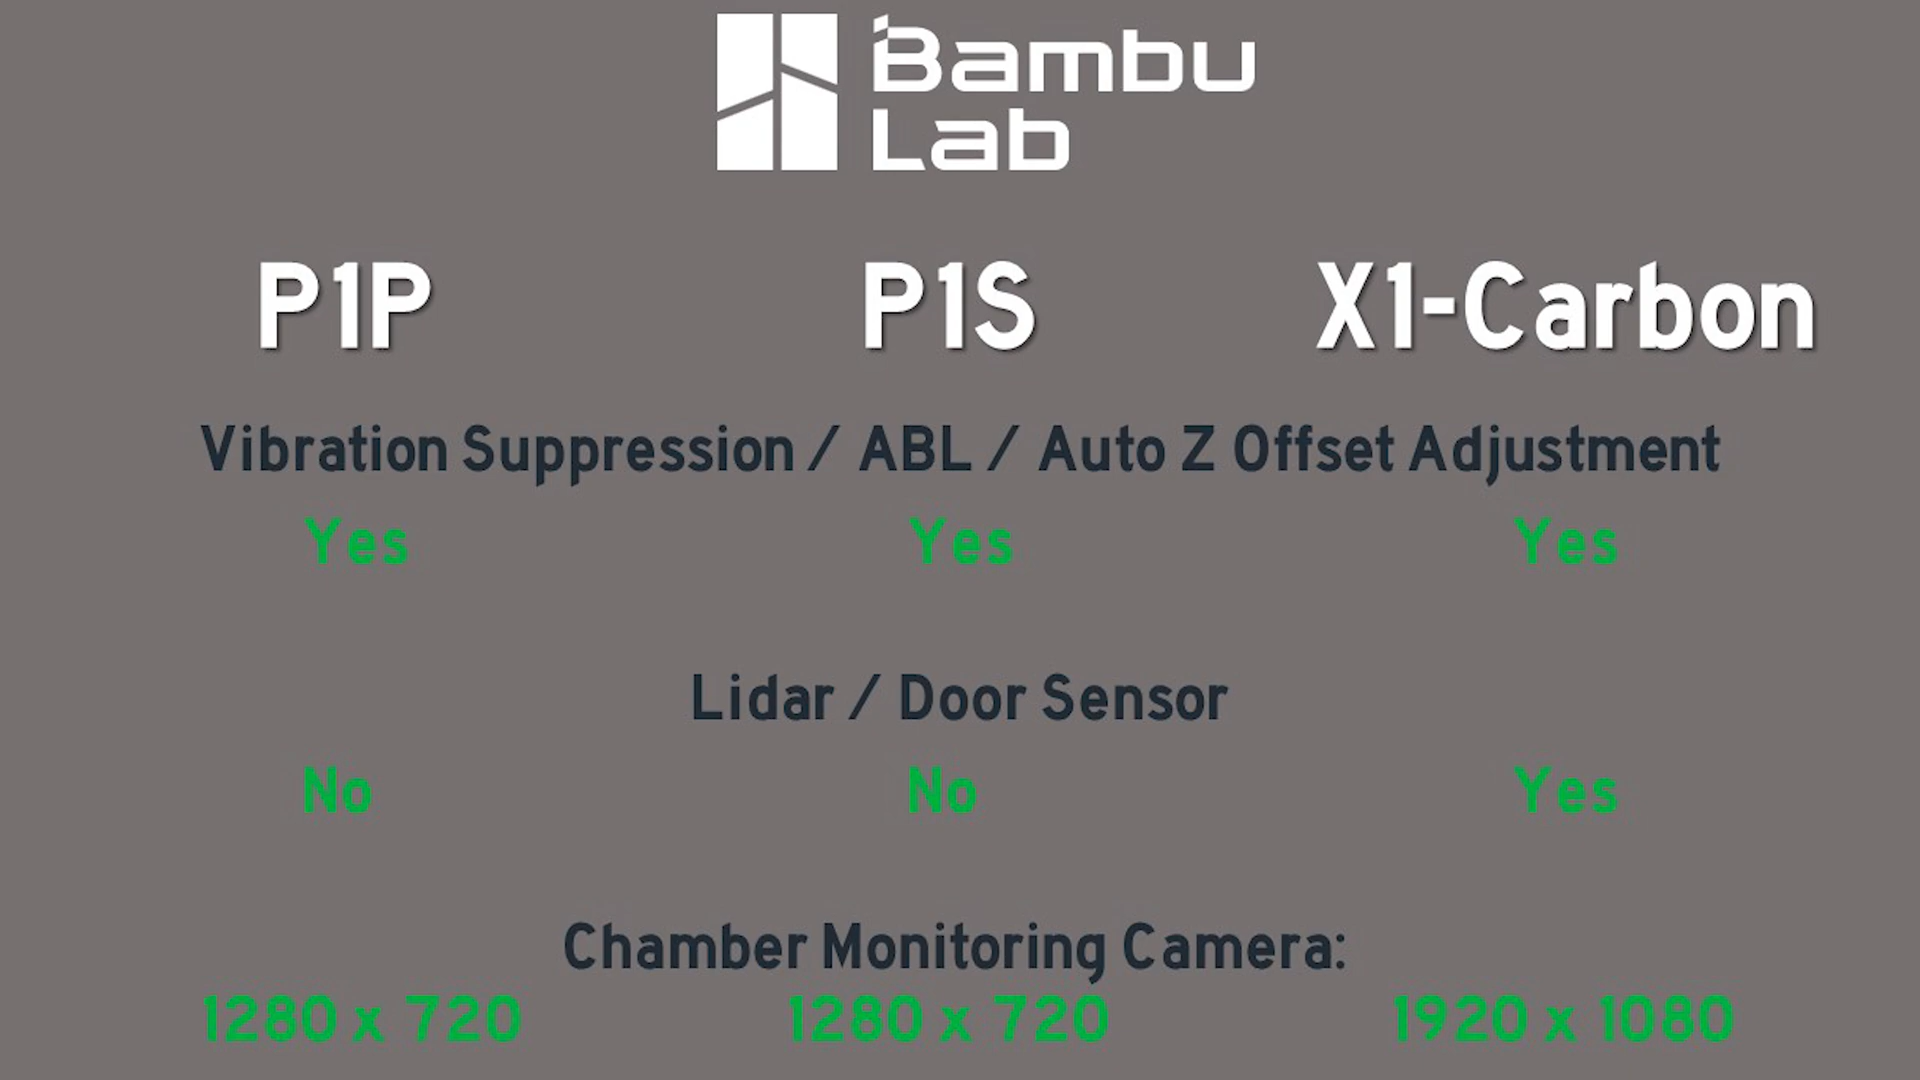 Bambu
Lab
P1P P1S X1-Carbon
Vibration Suppression / ABL / Auto Z Offset Adjustment
Yes Yes Yes
Lidar / Door Sensor
No No Yes
Chamber Monitoring Camera:
1280 x 720 1280 x 720 1920 x 1080